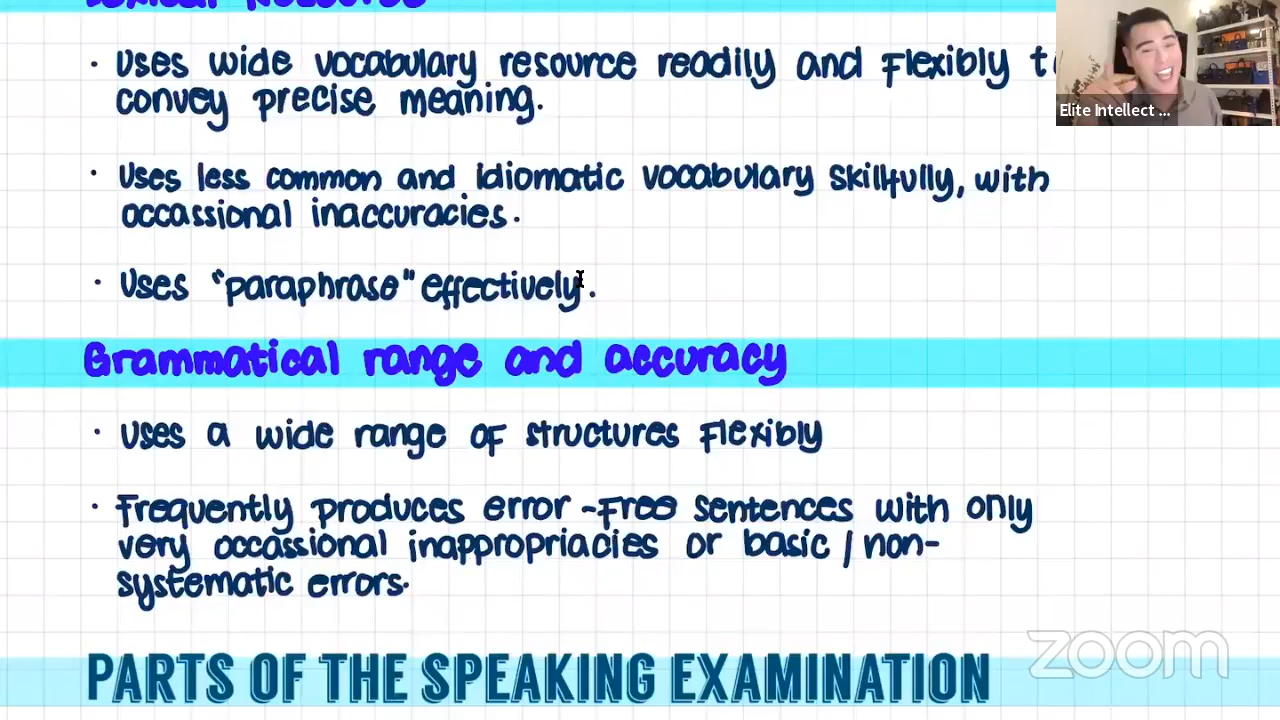 Lexical Resource
· Uses wide vocabulary resource readily and flexibly
convey precise meaning.
· Uses less common and idiomatic vocabulary skillfully, with
occassional inaccuracies.
· Uses "paraphrase" effectively.
Grammatical range and accuracy
· Uses a wide range of structures flexibly
· Frequently produces error-free sentences with only
very occassional inappropriacies or basic / non-
systematic errors.
PARTS OF THE SPEAKING EXAMINATION
Elite Intellect ...
zoom